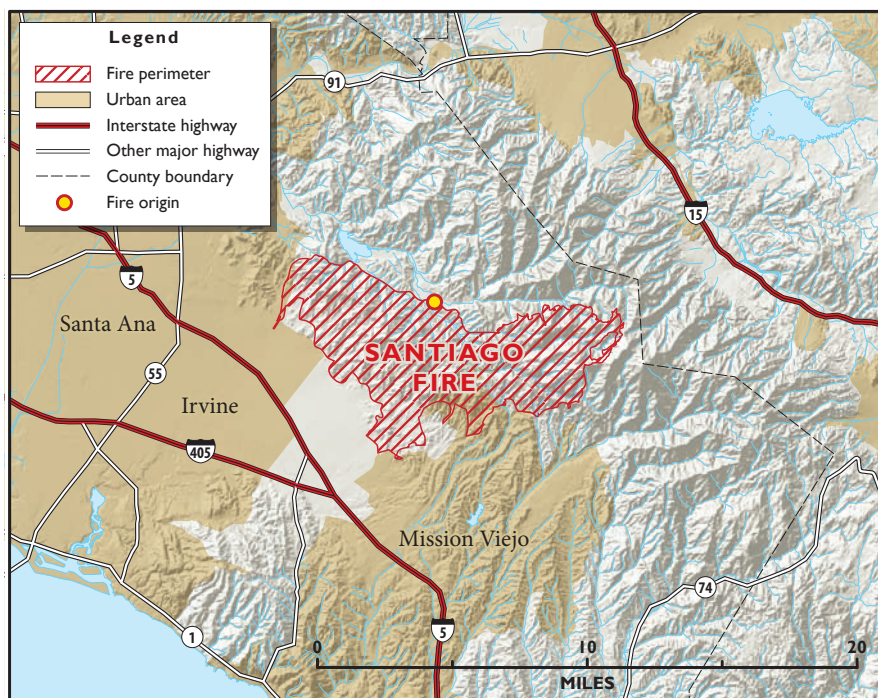 Legend
Fire perimeter
Urban area
Interstate highway
Other major highway
County boundary
Fire origin
91
15
5
Santa Ana
SANTIAGO
FIRE
55
Irvine
405
Mission Viejo
74
1
5
0 10 20
MILES